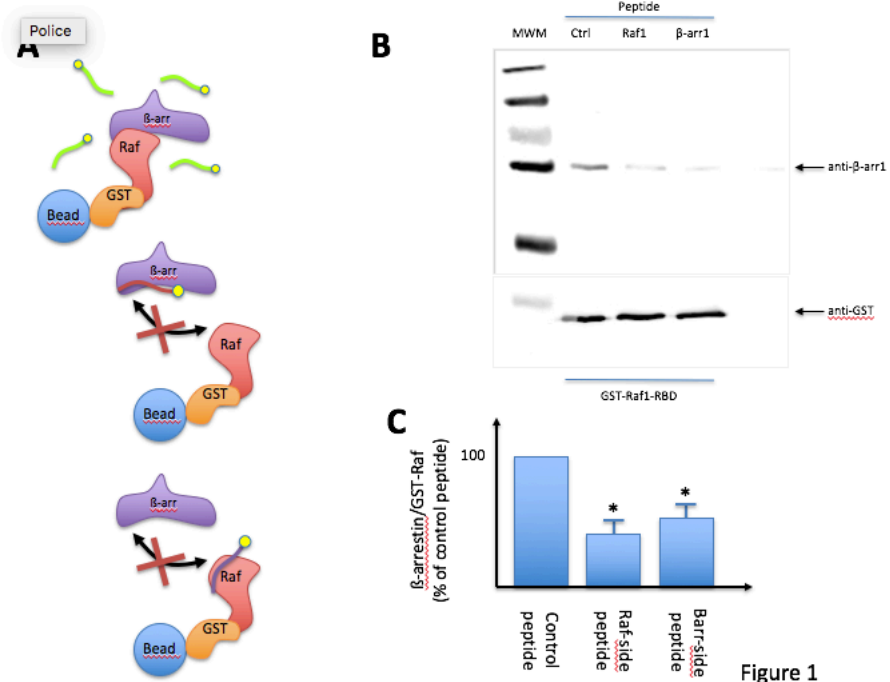 Police
A
ß-arr
Raf
GST
Bead
ß-arr
Raf
GST
Bead
ß-arr
Raf
GST
Bead
B
Peptide
MWM Ctrl Raf1 β-arr1
anti-β-arr1
anti-GST
GST-Raf1-RBD
C
100
ß-arrestin/GST-Raf
(% of control peptide)
*
*
Control
peptide
Raf-side
peptide
Barr-side
peptide
Figure 1